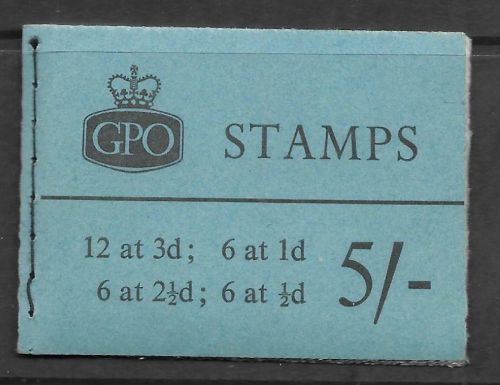 GPO
STAMPS
12 at 3d; 6 at 1d
6 at 2½d; 6 at ½d
5/-